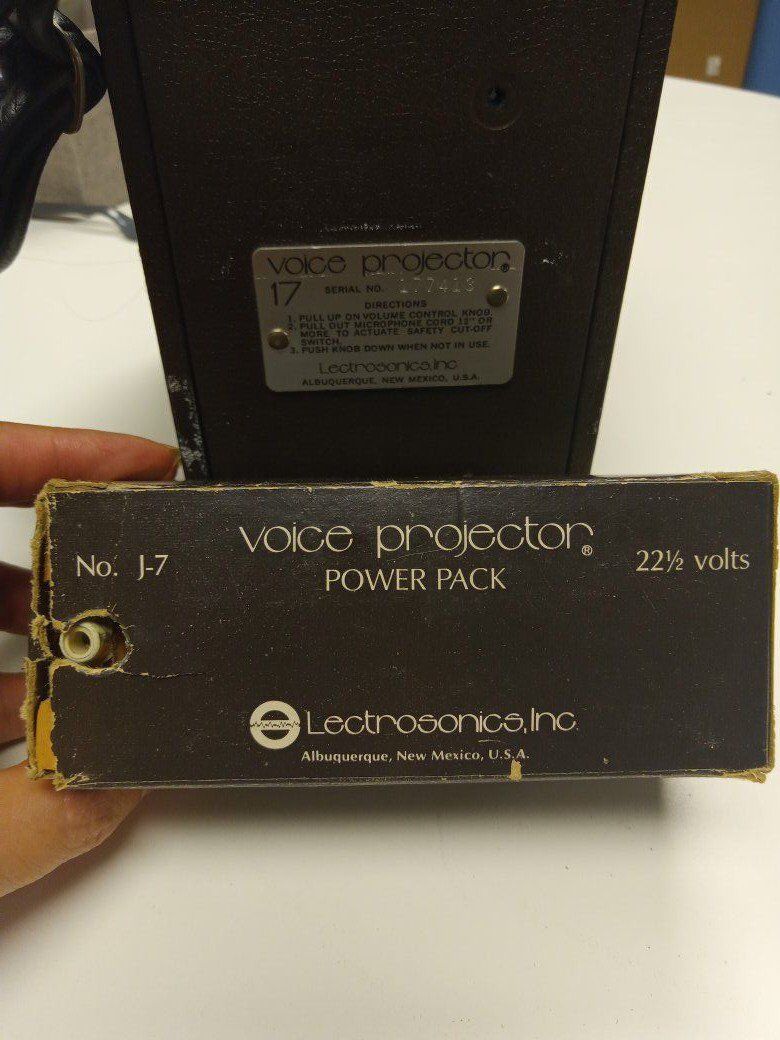 voice projector®
17 SERIAL NO. 177413
DIRECTIONS
1. PULL UP ON VOLUME CONTROL KNOB.
2. PULL OUT MICROPHONE CORD 12" OR
MORE TO ACTUATE SAFETY CUT-OFF
SWITCH.
3. PUSH KNOB DOWN WHEN NOT IN USE.
Lectrosonics, Inc.
ALBUQUERQUE, NEW MEXICO, U.S.A.
No. J-7
voice projector®
POWER PACK
22½ volts
Lectrosonics, Inc.
Albuquerque, New Mexico, U.S.A.